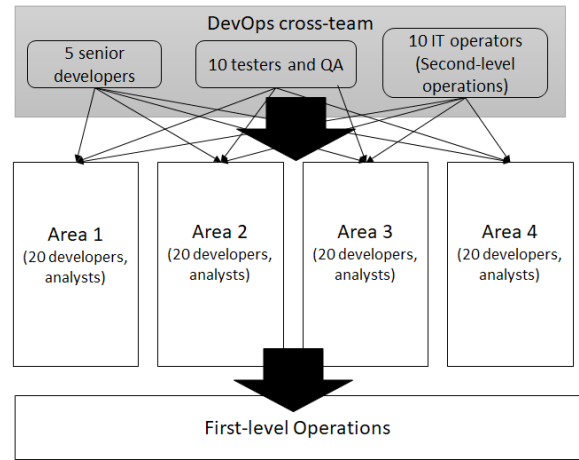 DevOps cross-team
5 senior
developers
10 testers and QA
10 IT operators
(Second-level
operations)
Area 1
(20 developers,
analysts)
Area 2
(20 developers,
analysts)
Area 3
(20 developers,
analysts)
Area 4
(20 developers,
analysts)
First-level Operations